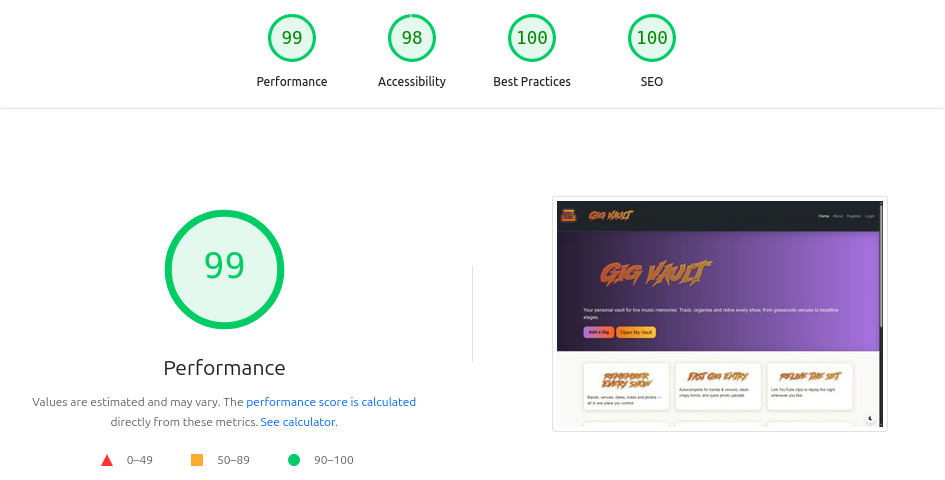 99 98 100 100
Performance Accessibility Best Practices SEO
99
Performance
Values are estimated and may vary. The performance score is calculated
directly from these metrics. See calculator.
0–49 50–89 90–100
GIG VAULT Home About Register Login
GIG VAULT
Your personal vault for live music memories. Track, organise and relive every show, from grassroots venues to headline
stages.
Add a Gig Open My Vault
REMEMBER EVERY SHOW
Bands, venues, dates, notes and photos —
all in one place you control
FAST GIG ENTRY
Autocomplete for bands & venues, clean
crispy forms, and quick photo uploads.
RELIVE THE SET
Link YouTube clips to replay the night
whenever you like.